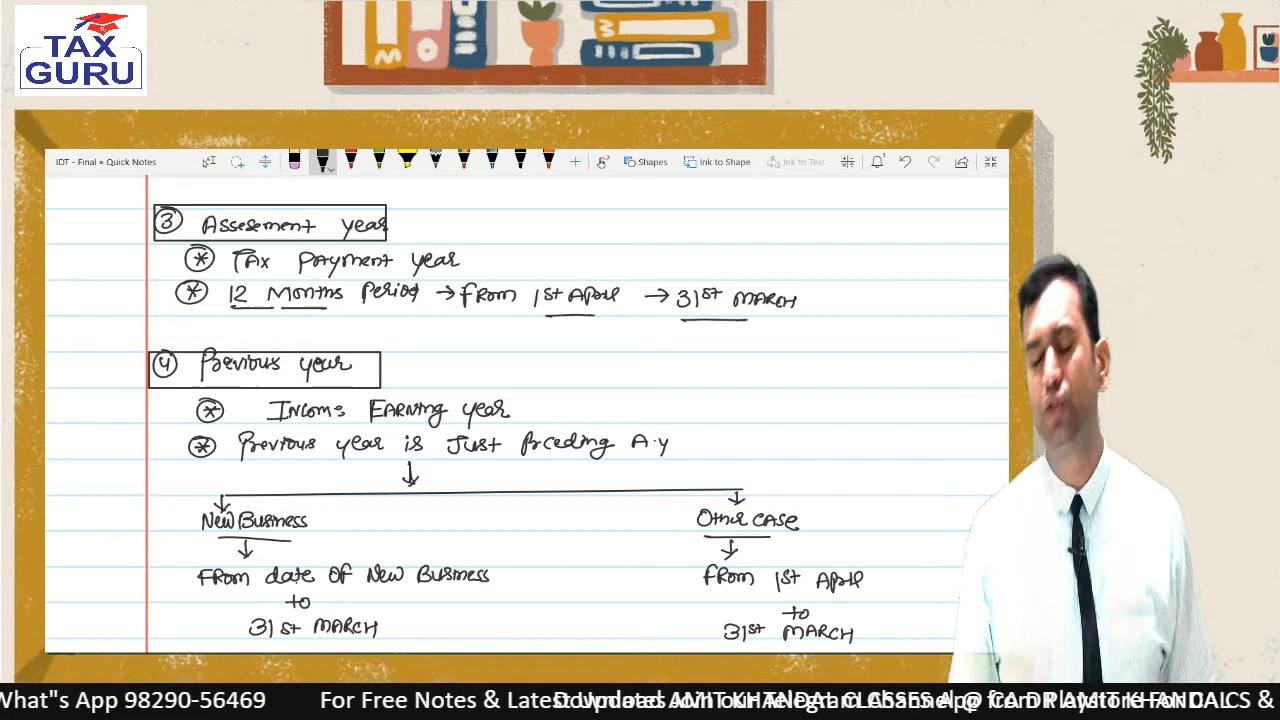 TAX
GURU
IDT - Final » Quick Notes
Shapes
Ink to Shape
Ink to Text
③ Assesement year
* TAX PAYMENT year
* 12 Months Period → From 1st April → 31st MARCH
④ Previous year
* Income EARNING year
* Previous year is Just Prceding A.y
New Business
Other CASE
From date Of New Business
to
31st MARCH
From 1st April
to
31st MARCH
What"s App 98290-56469
For Free Notes & Latest